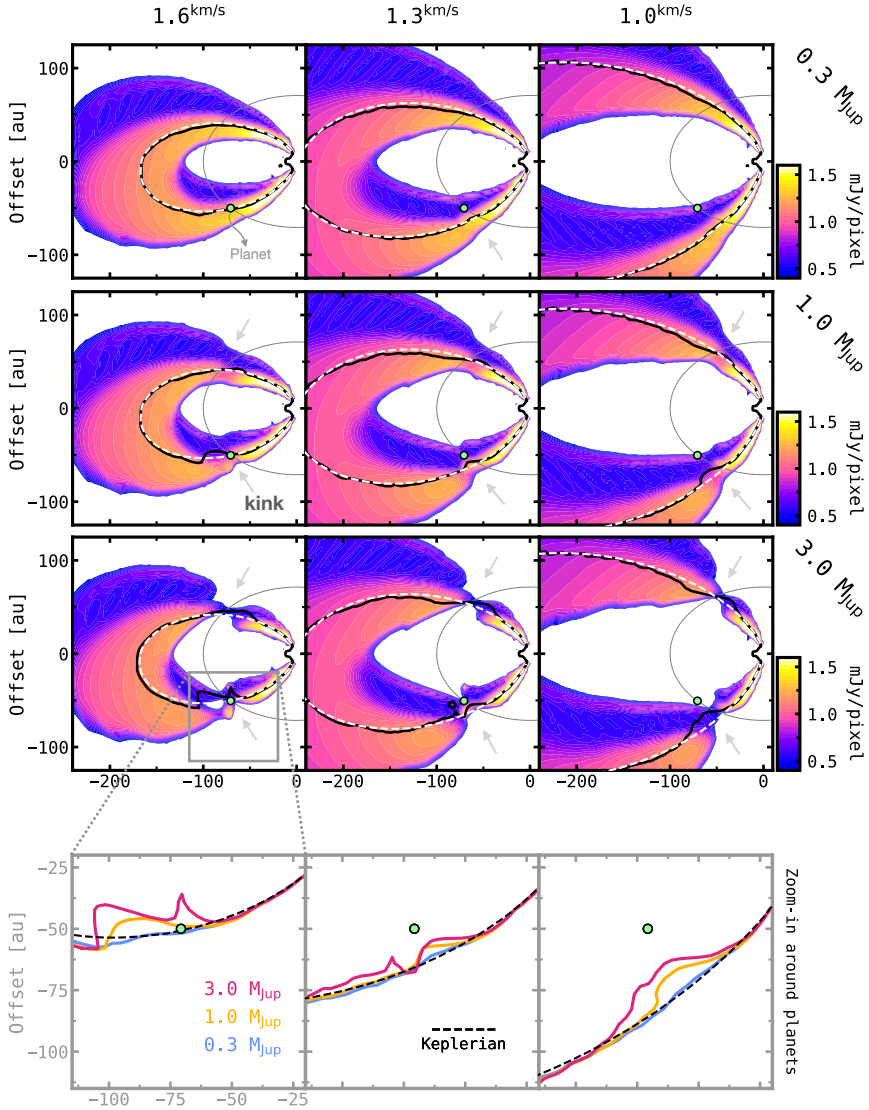 1.6km/s 1.3km/s 1.0km/s
100
0
−100
Offset [au]
Planet
0.3 MJup
1.5
1.0
0.5
mJy/pixel
100
0
−100
Offset [au]
kink
1.0 MJup
1.5
1.0
0.5
mJy/pixel
100
0
−100
Offset [au]
3.0 MJup
1.5
1.0
0.5
mJy/pixel
−200 −100 0 −200 −100 0 −200 −100 0
−25
−50
−75
−100
Offset [au]
3.0 MJup
1.0 MJup
0.3 MJup
Keplerian
Zoom-in around planets
−100 −75 −50 −25